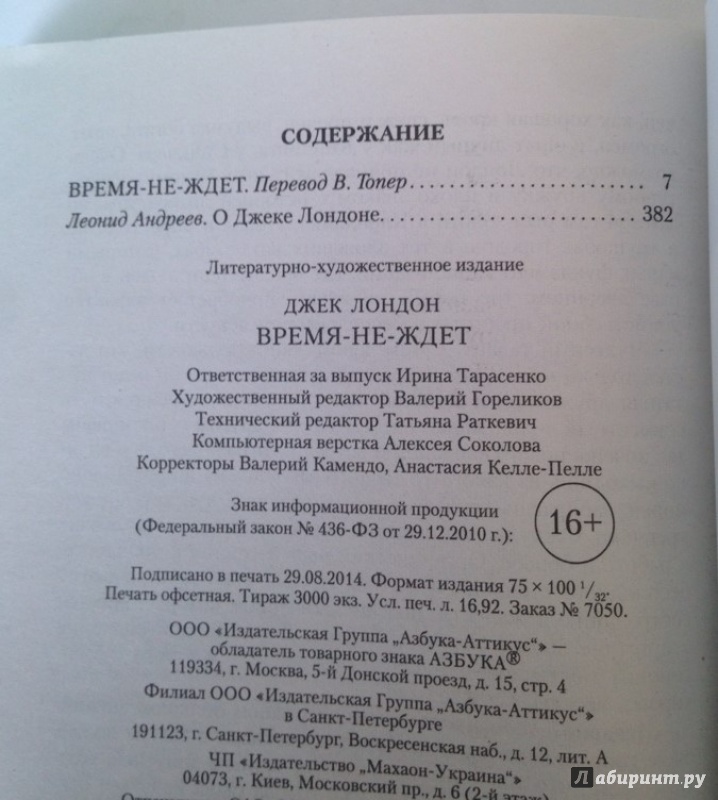 СОДЕРЖАНИЕ
ВРЕМЯ-НЕ-ЖДЕТ. Перевод В. Топер . . . . . . . . . . . . . . . . . . . . . . . . 7
Леонид Андреев. О Джеке Лондоне. . . . . . . . . . . . . . . . . . . . . . . . . 382
Литературно-художественное издание
ДЖЕК ЛОНДОН
ВРЕМЯ-НЕ-ЖДЕТ
Ответственная за выпуск Ирина Тарасенко
Художественный редактор Валерий Гореликов
Технический редактор Татьяна Раткевич
Компьютерная верстка Алексея Соколова
Корректоры Валерий Камендо, Анастасия Келле-Пелле
Знак информационной продукции
(Федеральный закон № 436-ФЗ от 29.12.2010 г.):
16+
Подписано в печать 29.08.2014. Формат издания 75 × 100 1/32.
Печать офсетная. Тираж 3000 экз. Усл. печ. л. 16,92. Заказ № 7050.
ООО «Издательская Группа „Азбука-Аттикус“» —
обладатель товарного знака АЗБУКА®
119334, г. Москва, 5-й Донской проезд, д. 15, стр. 4
Филиал ООО «Издательская Группа „Азбука-Аттикус“»
в Санкт-Петербурге
191123, г. Санкт-Петербург, Воскресенская наб., д. 12, лит. А
ЧП «Издательство „Махаон-Украина“»
04073, г. Киев, Московский пр., д. 6 (2-й этаж)
Лабиринт.ру